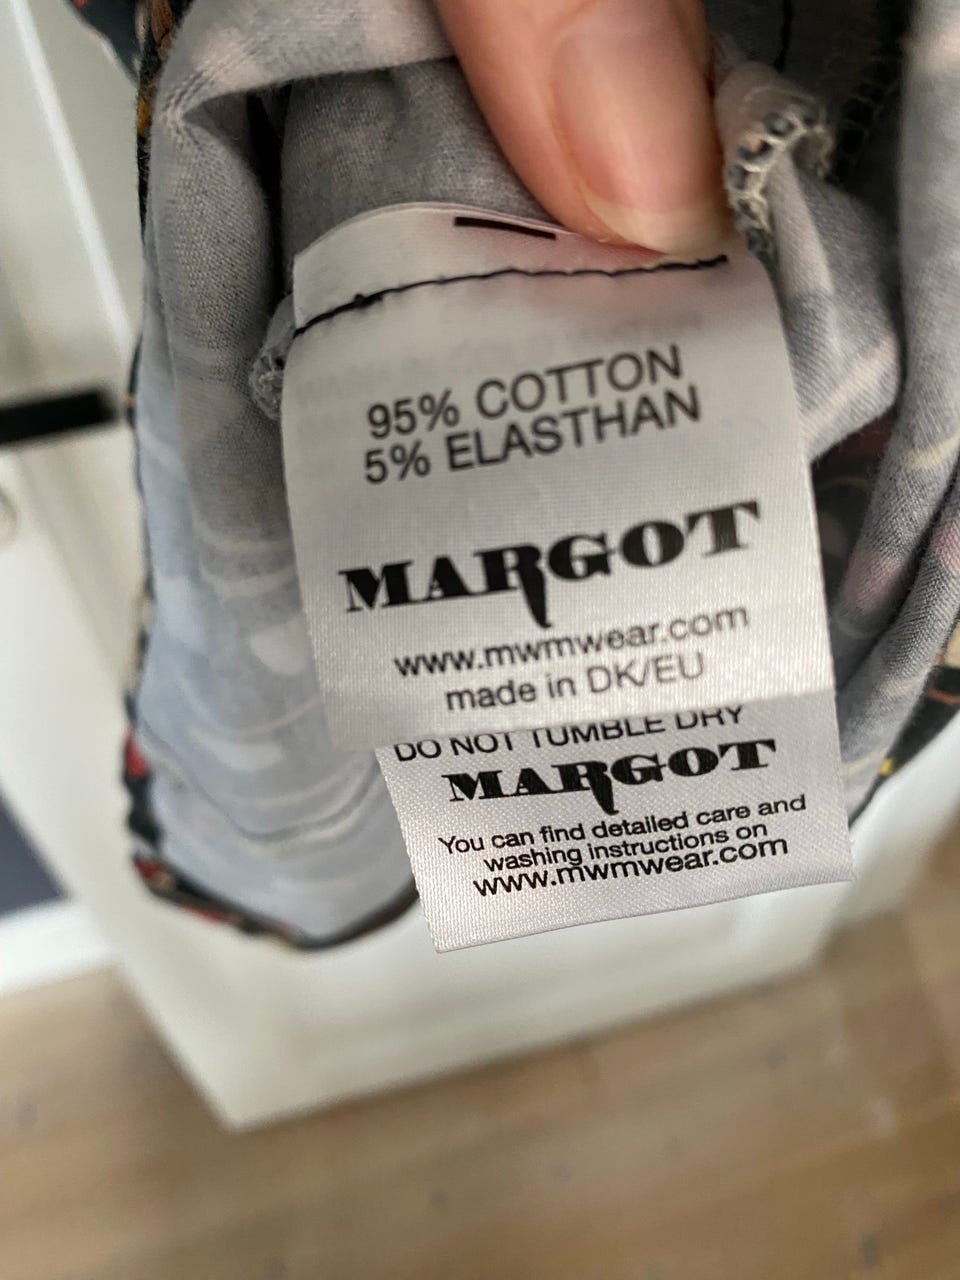 95% COTTON
5% ELASTHAN
MARGOT
www.mwmwear.com
made in DK/EU
DO NOT TUMBLE DRY
MARGOT
You can find detailed care and
washing instructions on
www.mwmwear.com